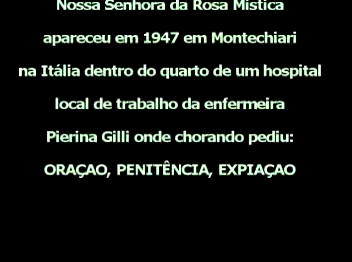 Nossa Senhora da Rosa Mística
apareceu em 1947 em Montechiari
na Itália dentro do quarto de um hospital
local de trabalho da enfermeira
Pierina Gilli onde chorando pediu:
ORAÇAO, PENITÊNCIA, EXPIAÇAO